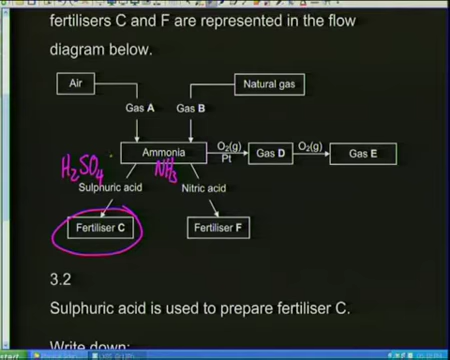 fertilisers C and F are represented in the flow
diagram below.
Air
Natural gas
Gas A
Gas B
Ammonia
O₂(g)
Pt
Gas D
O₂(g)
Gas E
H₂SO₄
NH₃
Sulphuric acid
Nitric acid
Fertiliser C
Fertiliser F
3.2
Sulphuric acid is used to prepare fertiliser C.
Write down: